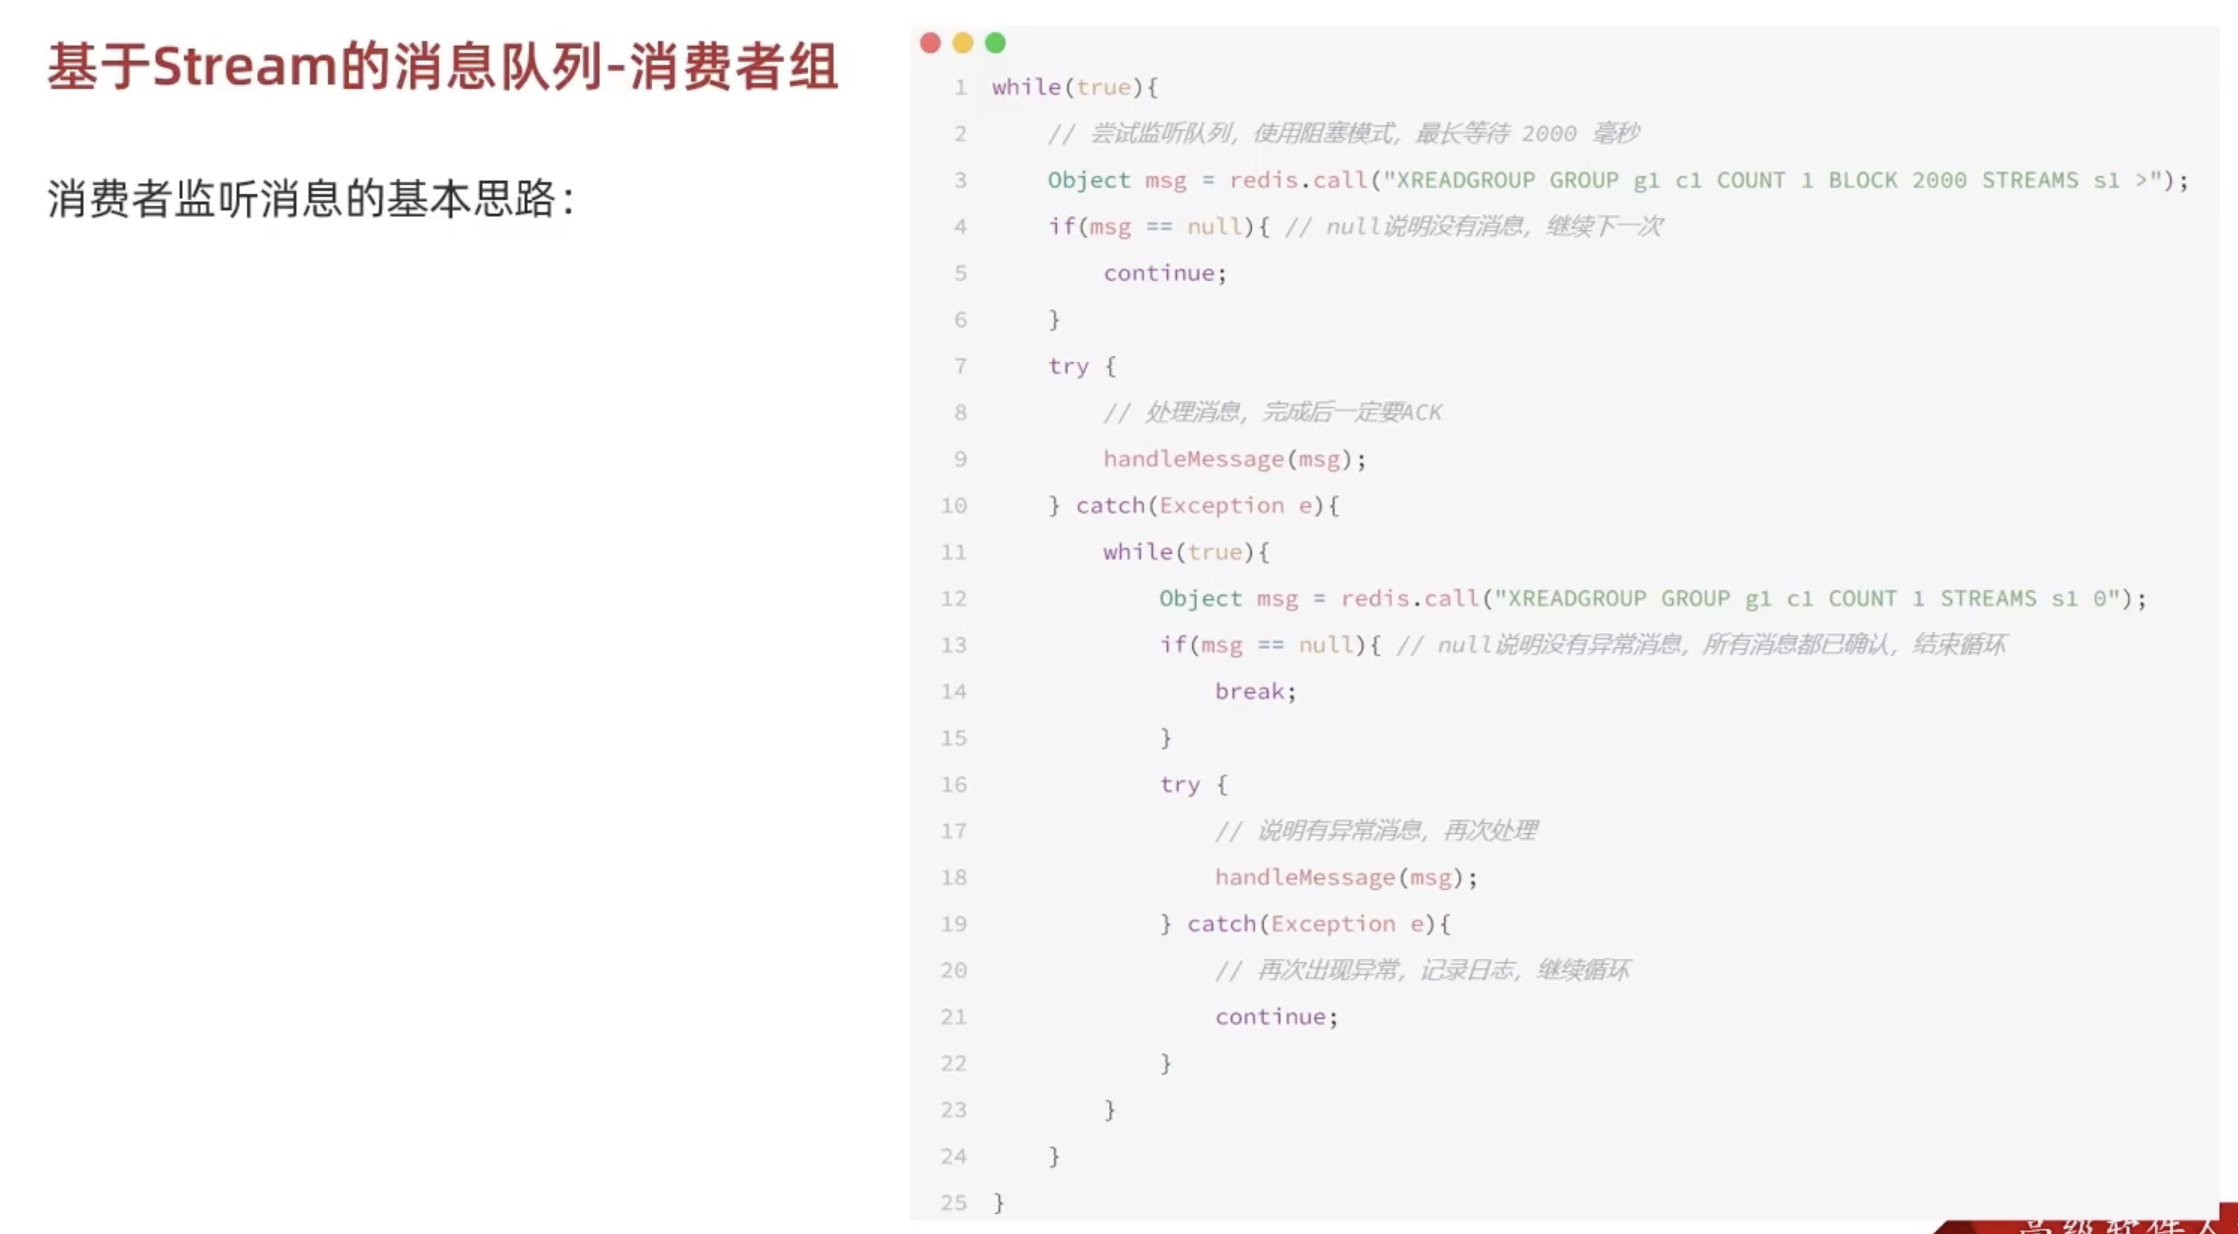 基于Stream的消息队列-消费者组
消费者监听消息的基本思路：
1 while(true){
2 // 尝试监听队列，使用阻塞模式，最长等待 2000 毫秒
3 Object msg = redis.call("XREADGROUP GROUP g1 c1 COUNT 1 BLOCK 2000 STREAMS s1 >");
4 if(msg == null){ // null说明没有消息，继续下一次
5 continue;
6 }
7 try {
8 // 处理消息，完成后一定要ACK
9 handleMessage(msg);
10 } catch(Exception e){
11 while(true){
12 Object msg = redis.call("XREADGROUP GROUP g1 c1 COUNT 1 STREAMS s1 0");
13 if(msg == null){ // null说明没有异常消息，所有消息都已确认，结束循环
14 break;
15 }
16 try {
17 // 说明有异常消息，再次处理
18 handleMessage(msg);
19 } catch(Exception e){
20 // 再次出现异常，记录日志，继续循环
21 continue;
22 }
23 }
24 }
25 }
高级软件人